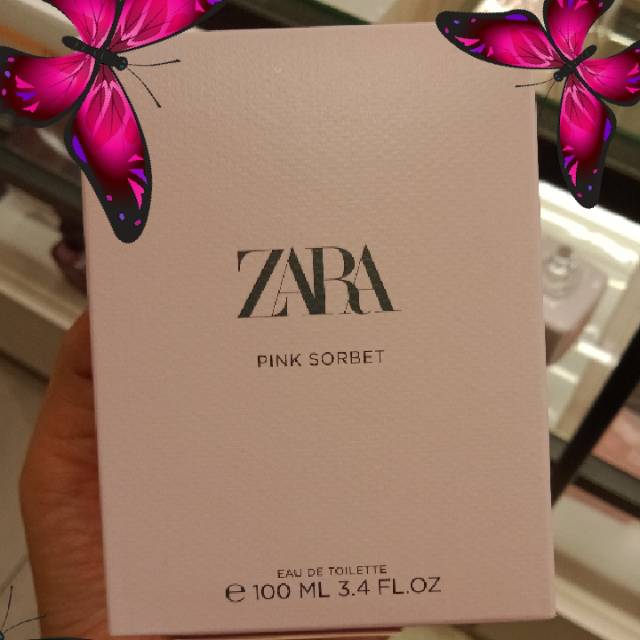 ZARA
PINK SORBET
EAU DE TOILETTE
e 100 ML 3.4 FL.OZ